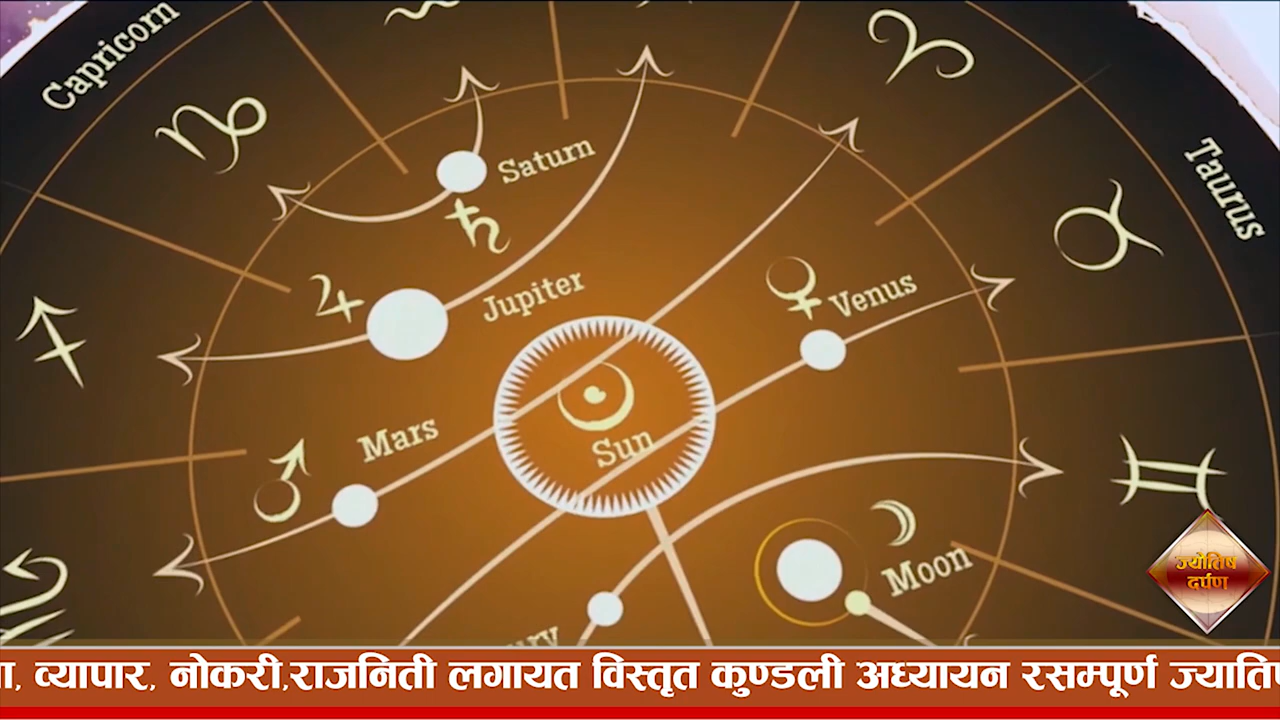 Capricorn
Saturn
Taurus
Jupiter
Venus
Mars
Sun
Moon
ज्योतिष
दर्पण
व्यापार, नोकरी,राजनिती लगायत विस्तृत कुण्डली अध्यायन रसम्पूर्ण